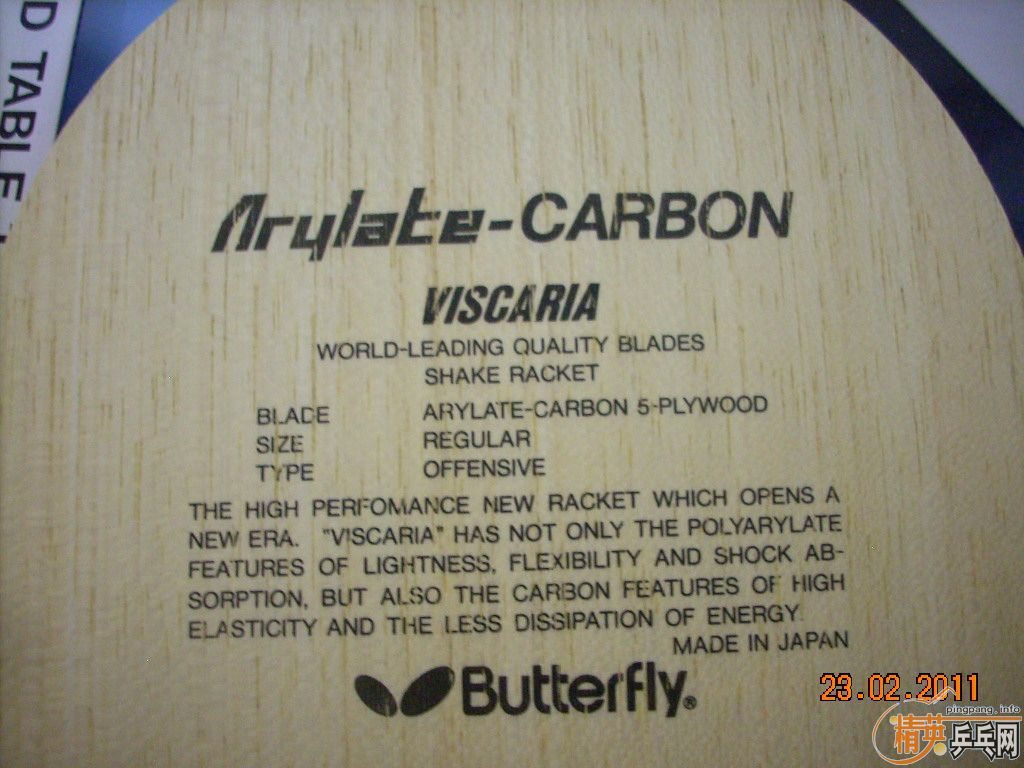 D TABLE
Arylate-CARBON
VISCARIA
WORLD-LEADING QUALITY BLADES
SHAKE RACKET
BLADE ARYLATE-CARBON 5-PLYWOOD
SIZE REGULAR
TYPE OFFENSIVE
THE HIGH PERFOMANCE NEW RACKET WHICH OPENS A
NEW ERA. "VISCARIA" HAS NOT ONLY THE POLYARYLATE
FEATURES OF LIGHTNESS, FLEXIBILITY AND SHOCK AB-
SORPTION, BUT ALSO THE CARBON FEATURES OF HIGH
ELASTICITY AND THE LESS DISSIPATION OF ENERGY.
MADE IN JAPAN
Butterfly®
23.02.2011
pingpang.info
精英乒乓网